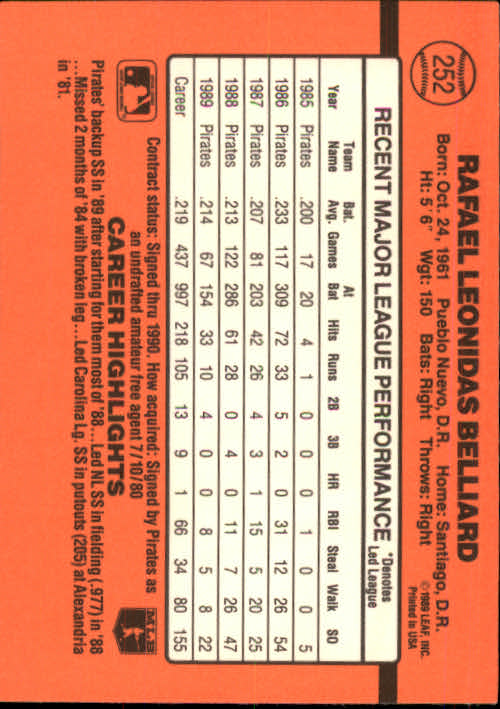 252
RAFAEL LEONIDAS BELLIARD
Born: Oct. 24, 1961 Pueblo Nuevo, D.R. Home: Santiago, D.R.
Ht: 5' 6" Wgt: 150 Bats: Right Throws: Right
©1989 LEAF, INC.
Printed in USA
RECENT MAJOR LEAGUE PERFORMANCE
*Denotes
Led League
Year Team Name Bat. Avg. Games At Bat Hits Runs 2B 3B HR RBI Steal Walk SO
1985 Pirates .200 17 20 4 1 0 0 0 1 0 0 5
1986 Pirates .233 117 309 72 33 5 2 0 31 12 26 54
1987 Pirates .207 81 203 42 26 4 3 1 15 5 20 25
1988 Pirates .213 122 286 61 28 0 4 0 11 7 26 47
1989 Pirates .214 67 154 33 10 4 0 0 8 5 8 22
Career .219 437 997 218 105 13 9 1 66 34 80 155
Contract status: Signed thru 1990. How acquired: Signed by Pirates as
an undrafted amateur free agent 7/10/80
MLB
CAREER HIGHLIGHTS
Pirates' backup SS in '89 after starting for them most of '88...Led NL SS in fielding (.977) in '88
...Missed 2 months of '84 with broken leg...Led Carolina Lg. SS in putouts (205) at Alexandria
in '81.